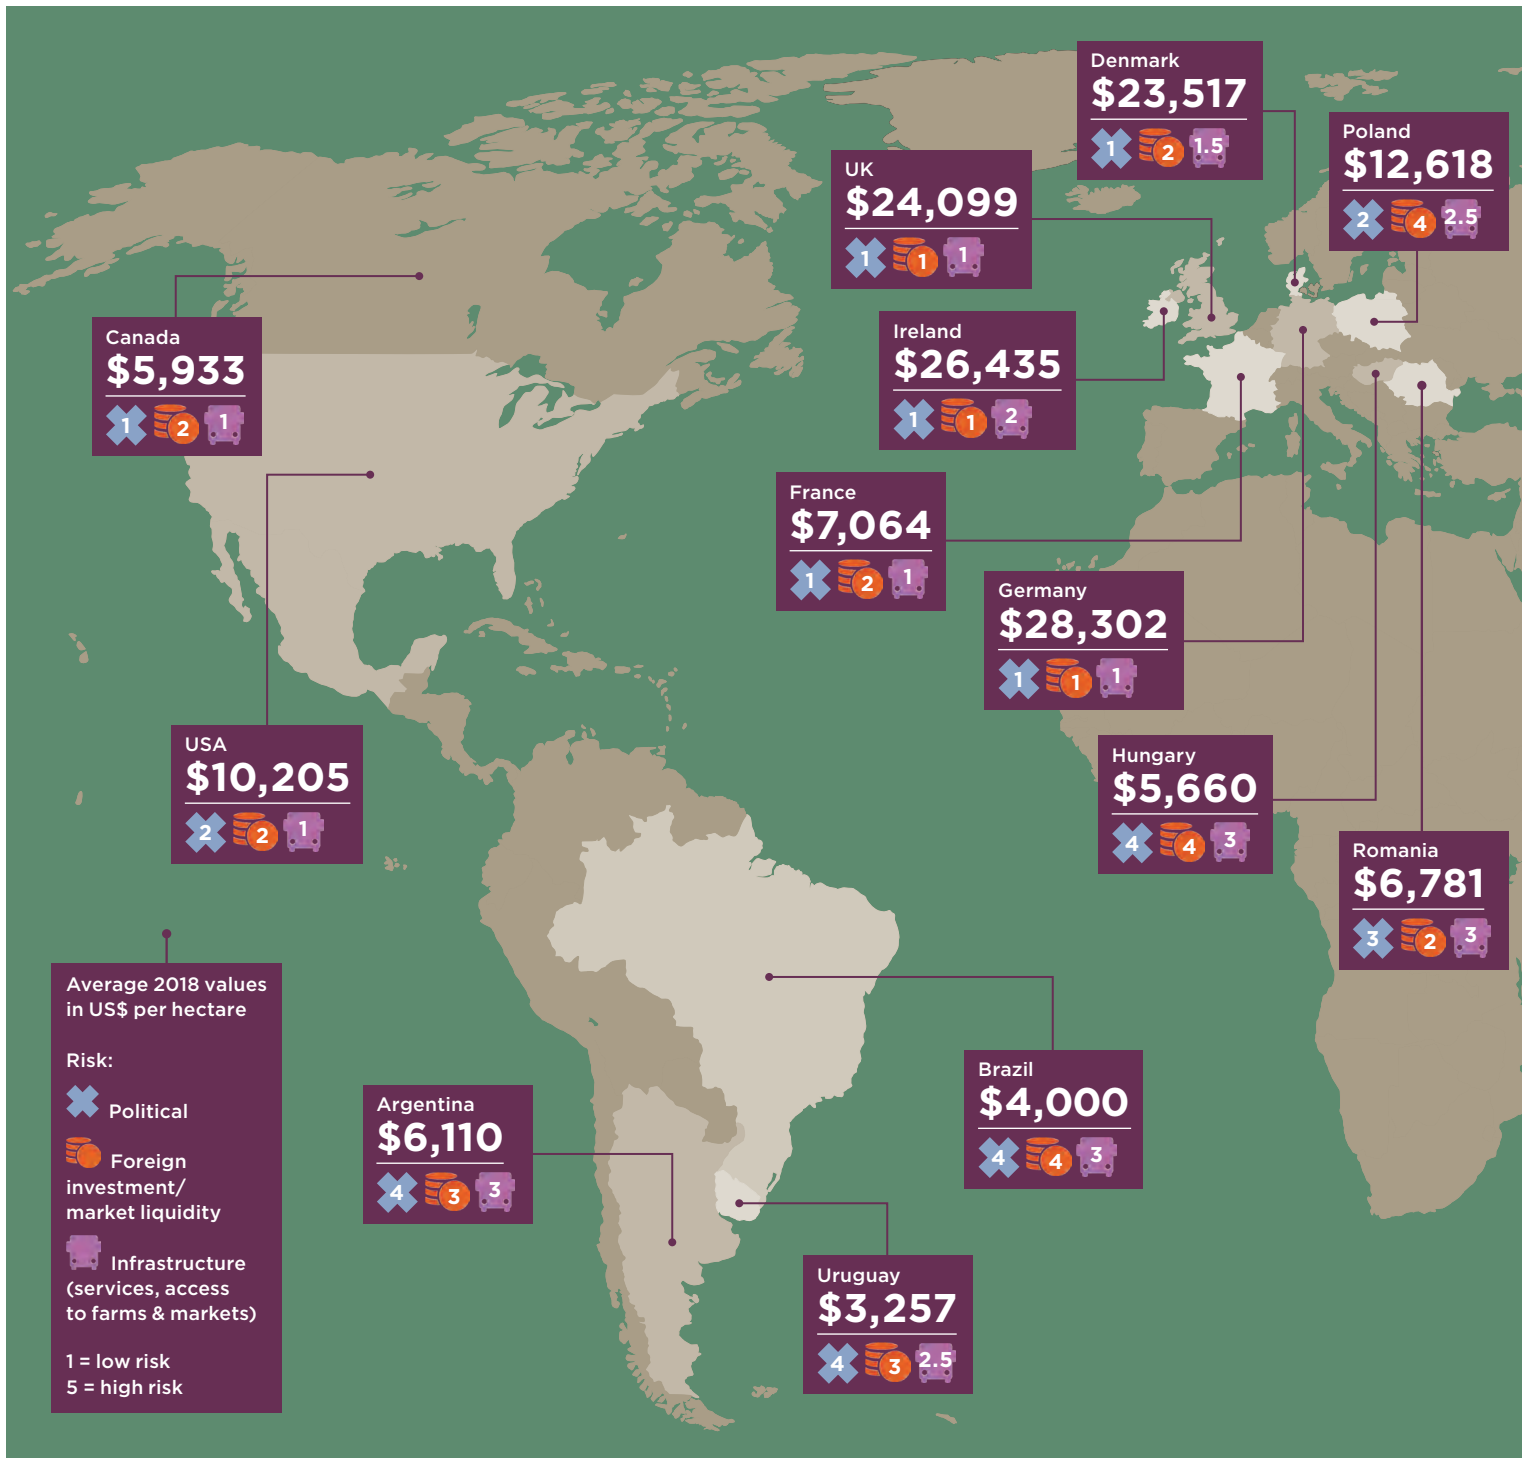 Denmark
$23,517
1 2 1.5
Poland
$12,618
2 4 2.5
UK
$24,099
1 1 1
Canada
$5,933
1 2 1
Ireland
$26,435
1 1 2
France
$7,064
1 2 1
Germany
$28,302
1 1 1
USA
$10,205
2 2 1
Hungary
$5,660
4 4 3
Romania
$6,781
3 2 3
Average 2018 values
in US$ per hectare
Risk:
Political
Foreign
investment/
market liquidity
Infrastructure
(services, access
to farms & markets)
1 = low risk
5 = high risk
Brazil
$4,000
4 4 3
Argentina
$6,110
4 3 3
Uruguay
$3,257
4 3 2.5